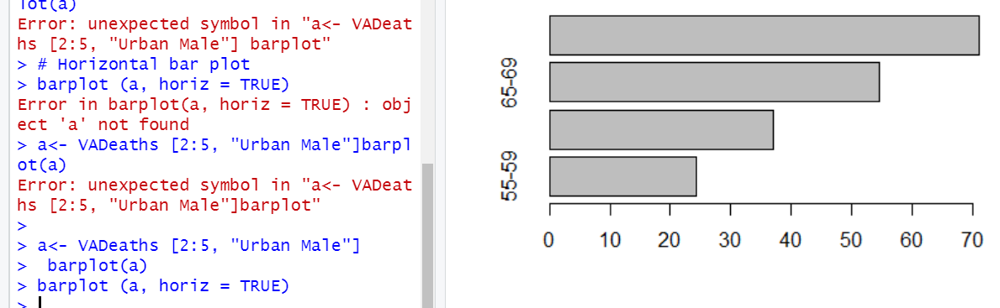 lot(a)
Error: unexpected symbol in "a<- VADeat
hs [2:5, "Urban Male"] barplot"
> # Horizontal bar plot
> barplot (a, horiz = TRUE)
Error in barplot(a, horiz = TRUE) : obj
ect 'a' not found
> a<- VADeaths [2:5, "Urban Male"]barpl
ot(a)
Error: unexpected symbol in "a<- VADeat
hs [2:5, "Urban Male"]barplot"
>
> a<- VADeaths [2:5, "Urban Male"]
>  barplot(a)
> barplot (a, horiz = TRUE)
>
65-69
55-59
0 10 20 30 40 50 60 70